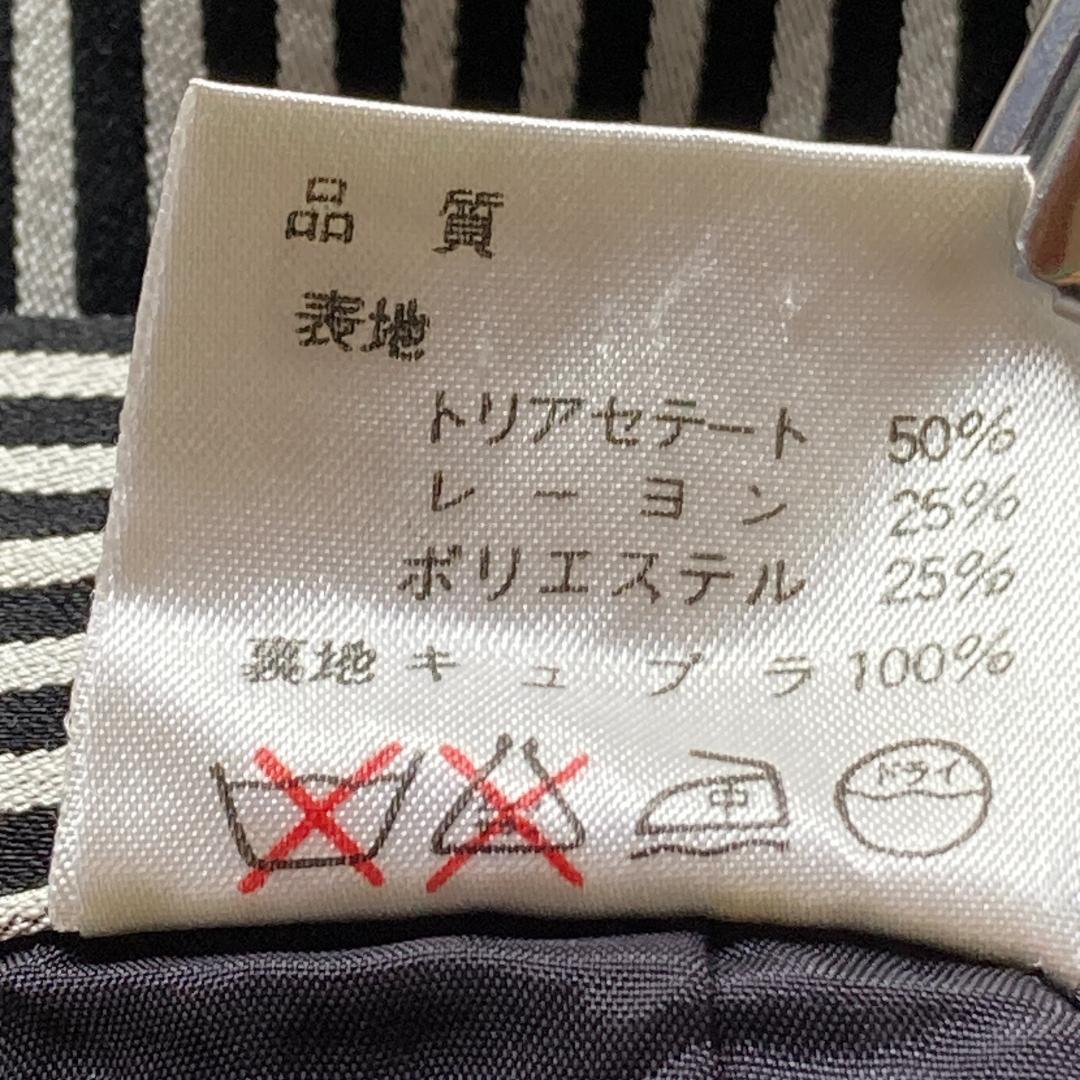 品 質
表地
トリアセテート 50%
レーヨン 25%
ポリエステル 25%
裏地 キュプラ 100%
中 ドライ